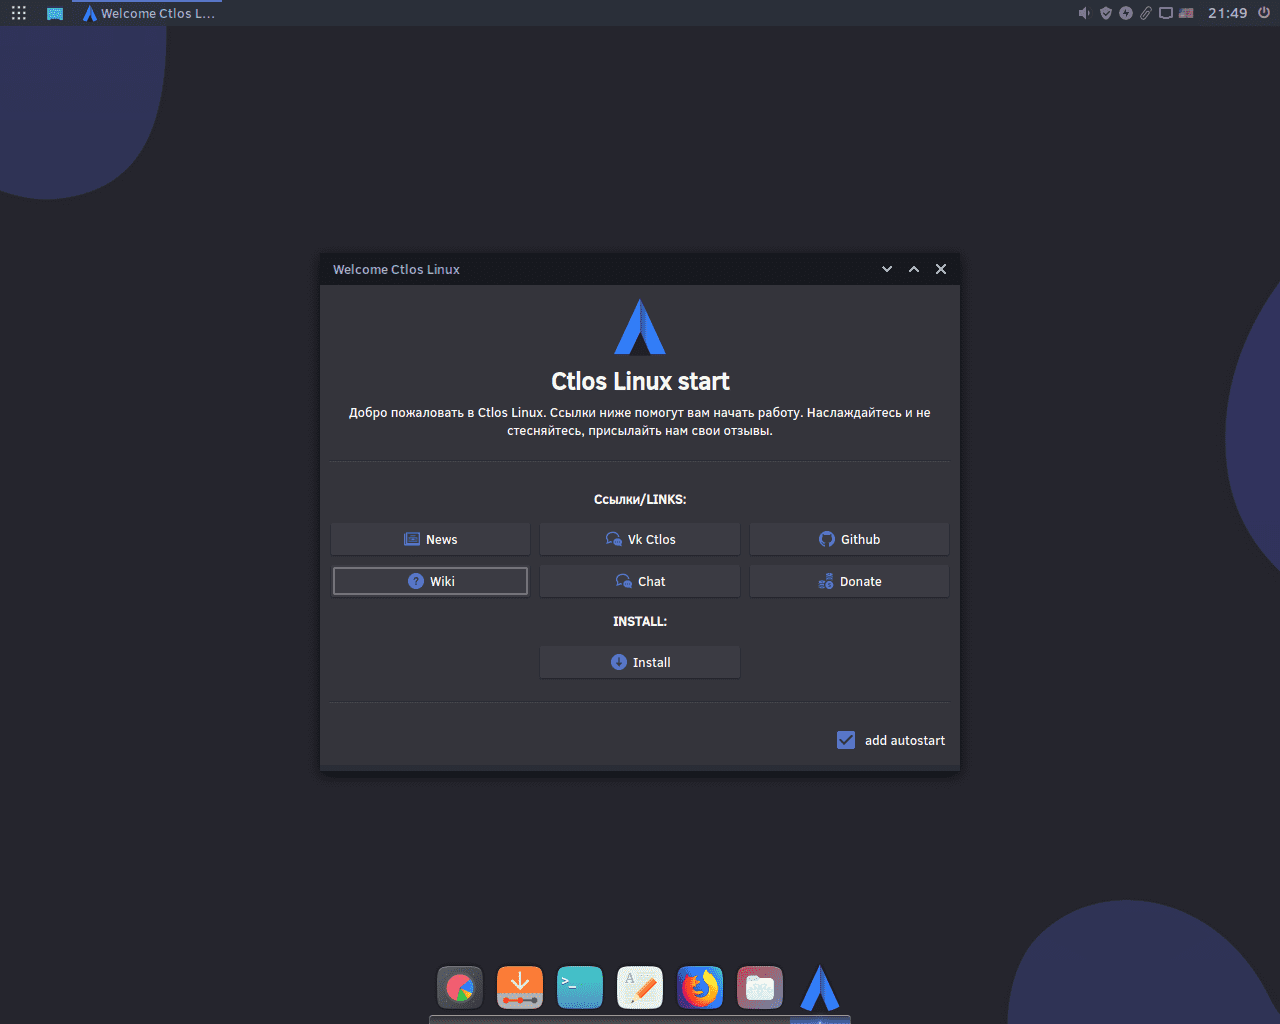 Welcome Ctlos L...
21:49
Welcome Ctlos Linux
Ctlos Linux start
Добро пожаловать в Ctlos Linux. Ссылки ниже помогут вам начать работу. Наслаждайтесь и не
стесняйтесь, присылайть нам свои отзывы.
Ссылки/LINKS:
News
Vk Ctlos
Github
Wiki
Chat
Donate
INSTALL:
Install
add autostart